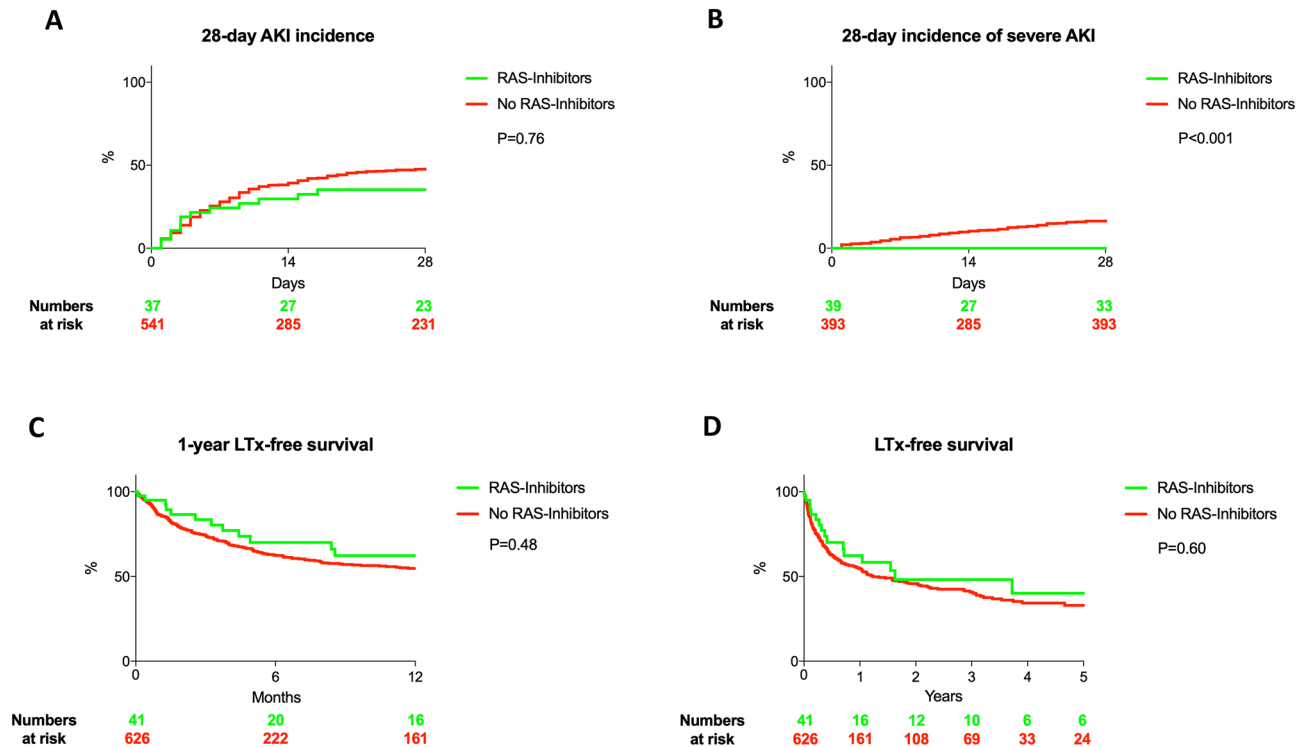 A
28-day AKI incidence
100
50
0
%
0 14 28
Days
RAS-Inhibitors
No RAS-Inhibitors
P=0.76
Numbers at risk
37 27 23
541 285 231
B
28-day incidence of severe AKI
100
50
0
%
0 14 28
Days
RAS-Inhibitors
No RAS-Inhibitors
P<0.001
Numbers at risk
39 27 33
393 285 393
C
1-year LTx-free survival
100
50
0
%
0 6 12
Months
RAS-Inhibitors
No RAS-Inhibitors
P=0.48
Numbers at risk
41 20 16
626 222 161
D
LTx-free survival
100
50
0
%
0 1 2 3 4 5
Years
RAS-Inhibitors
No RAS-Inhibitors
P=0.60
Numbers at risk
41 16 12 10 6 6
626 161 108 69 33 24